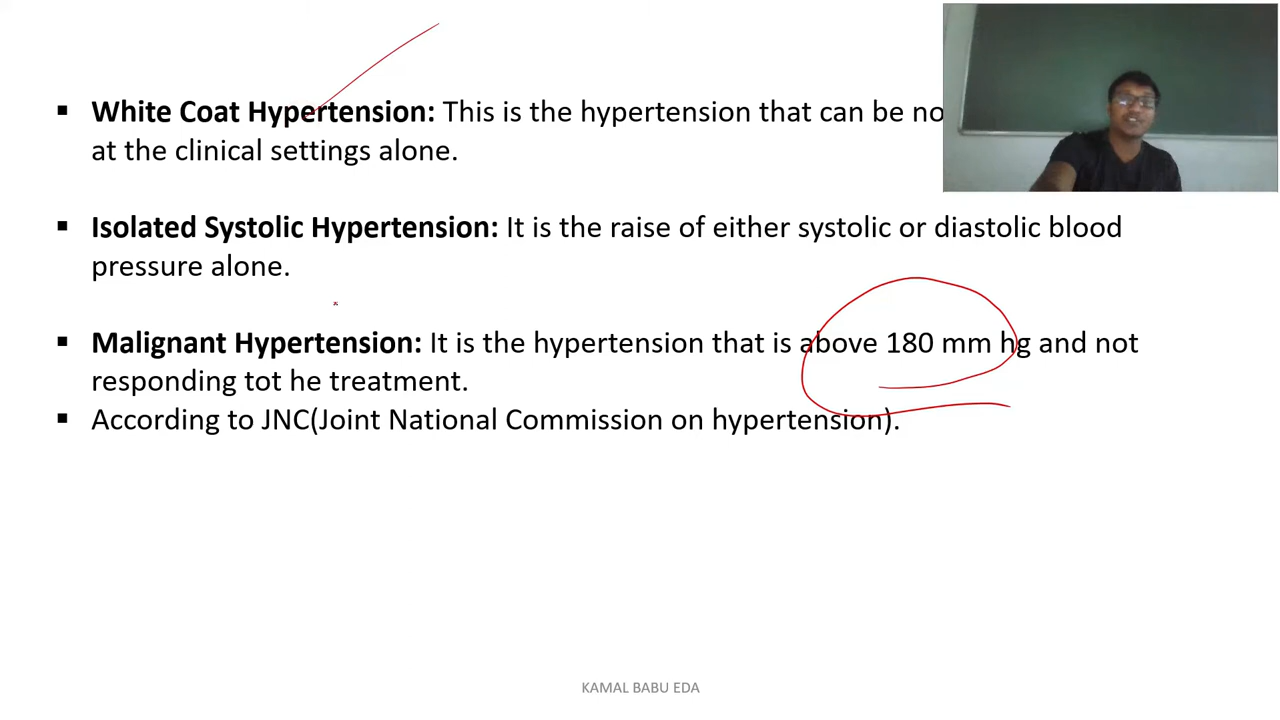 ▪ White Coat Hypertension: This is the hypertension that can be
at the clinical settings alone.
▪ Isolated Systolic Hypertension: It is the raise of either systolic or diastolic blood
pressure alone.
▪ Malignant Hypertension: It is the hypertension that is above 180 mm hg and not
responding tot he treatment.
▪ According to JNC(Joint National Commission on hypertension).
KAMAL BABU EDA